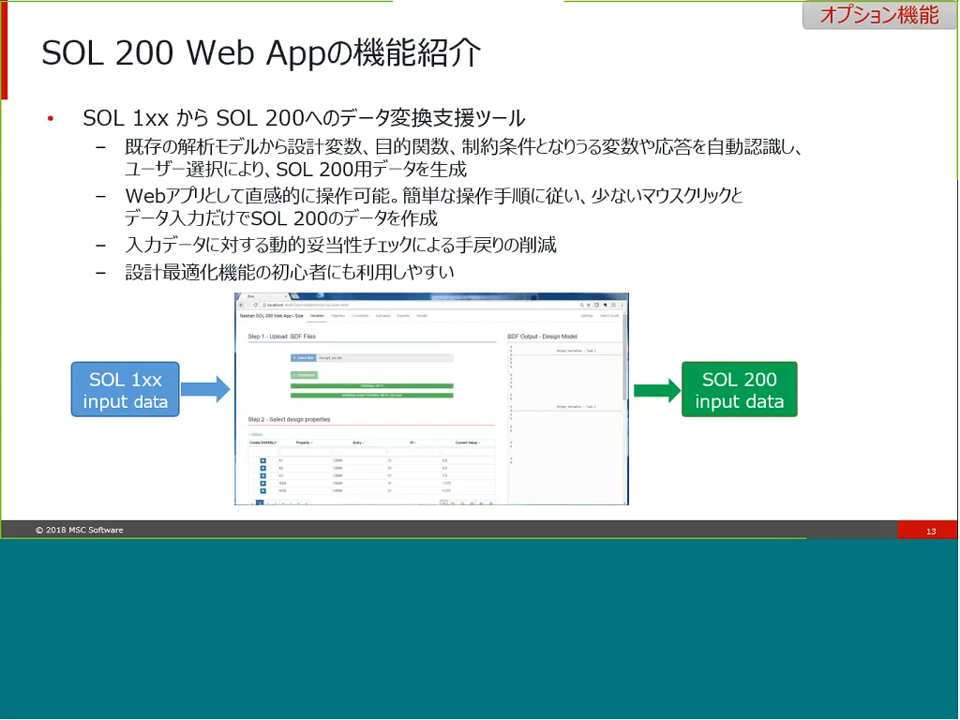 オプション機能
SOL 200 Web Appの機能紹介
• SOL 1xx から SOL 200へのデータ変換支援ツール
– 既存の解析モデルから設計変数、目的関数、制約条件となりうる変数や応答を自動認識し、
ユーザー選択により、SOL 200用データを生成
– Webアプリとして直感的に操作可能。簡単な操作手順に従い、少ないマウスクリックと
データ入力だけでSOL 200のデータを作成
– 入力データに対する動的妥当性チェックによる手戻りの削減
– 設計最適化機能の初心者にも利用しやすい
SOL 1xx
input data
Step 1 - Upload .BDF Files
BDF Output - Design Model
Step 2 - Select design properties
SOL 200
input data
© 2018 MSC Software
13